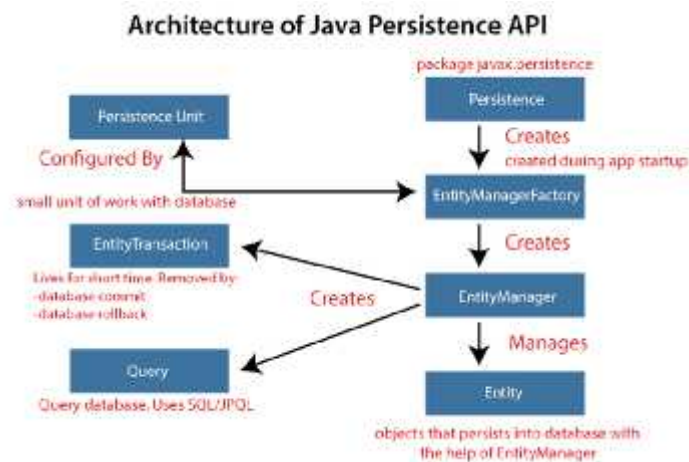 Architecture of Java Persistence API
package javax.persistence
Persistence
Persistence Unit
Creates
Configured By
created during app startup
EntityManagerFactory
small unit of work with database
EntityTransaction
Creates
Lives for short time. Removed by:
-database commit
-database rollback
Creates
EntityManager
Manages
Query
Entity
Query database. Uses SQL/JPQL
objects that persists into database with
the help of EntityManager